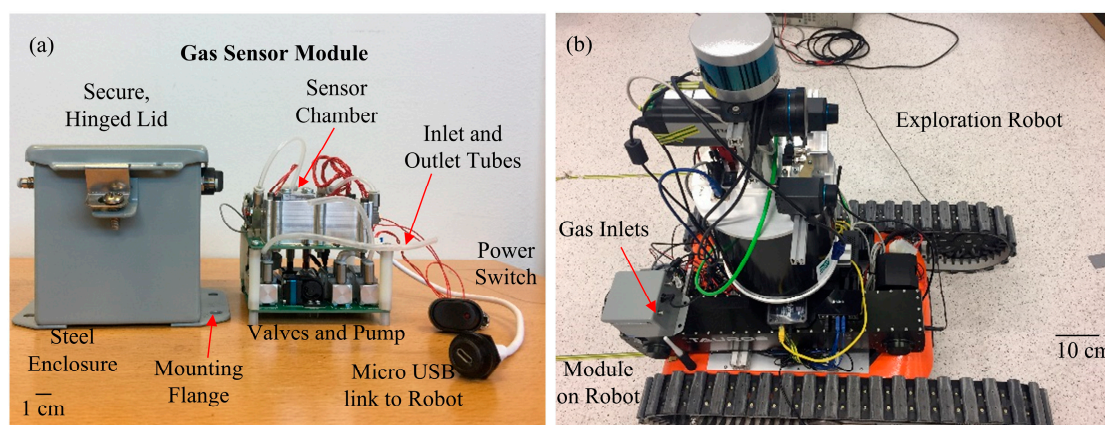 (a)
Gas Sensor Module
Secure,
Hinged Lid
Sensor
Chamber
Inlet and
Outlet Tubes
Power
Switch
Steel
Enclosure
Mounting
Flange
Valves and Pump
Micro USB
link to Robot
1 cm
(b)
Exploration Robot
Gas Inlets
TAUROB
Module
on Robot
10 cm